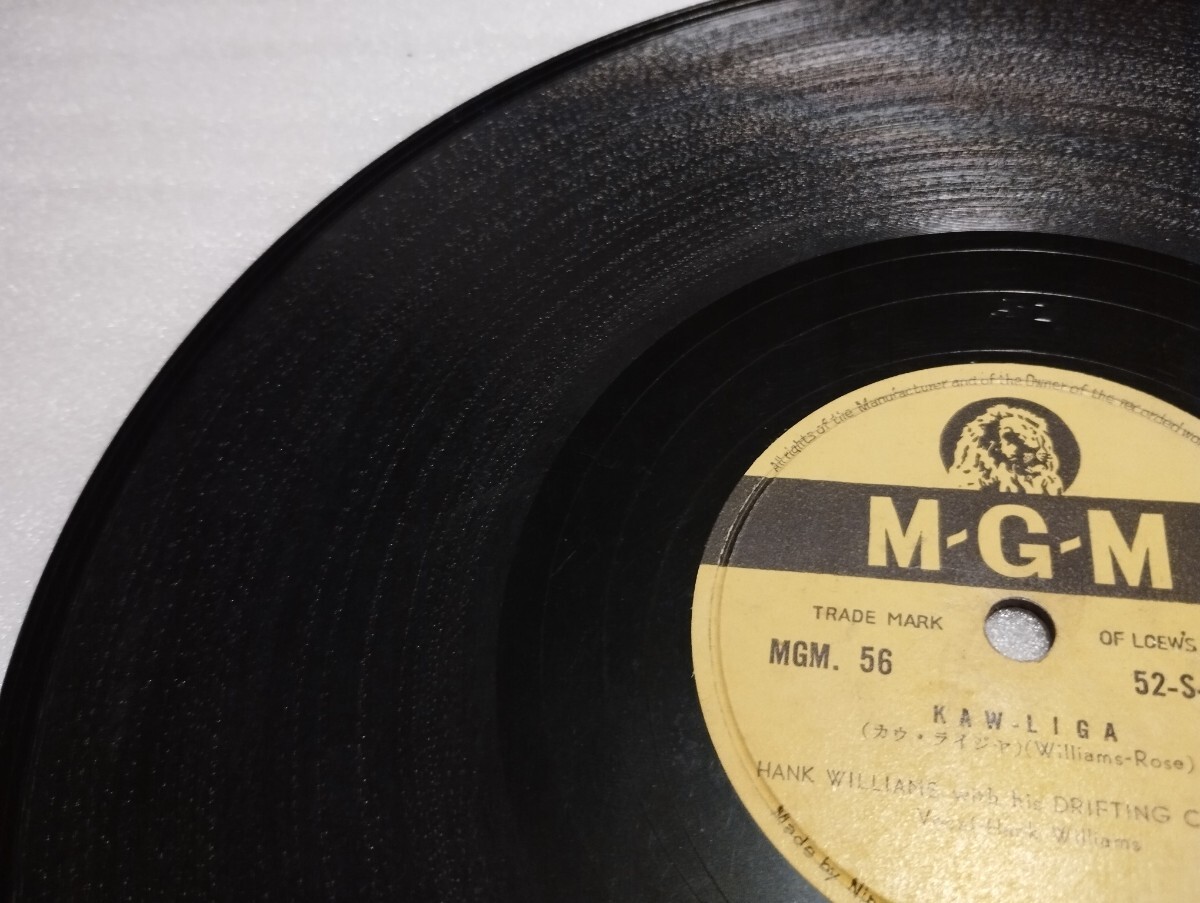 All rights of the Manufacturer and of the Owner of the recorded
M-G-M
TRADE MARK
OF LCEW'S
MGM. 56
52-S-
KAW-LIGA
(カウ・ライジャ)(Williams-Rose)
HANK WILLIAMS with his DRIFTING C
Vocal Hank Williams
Made by